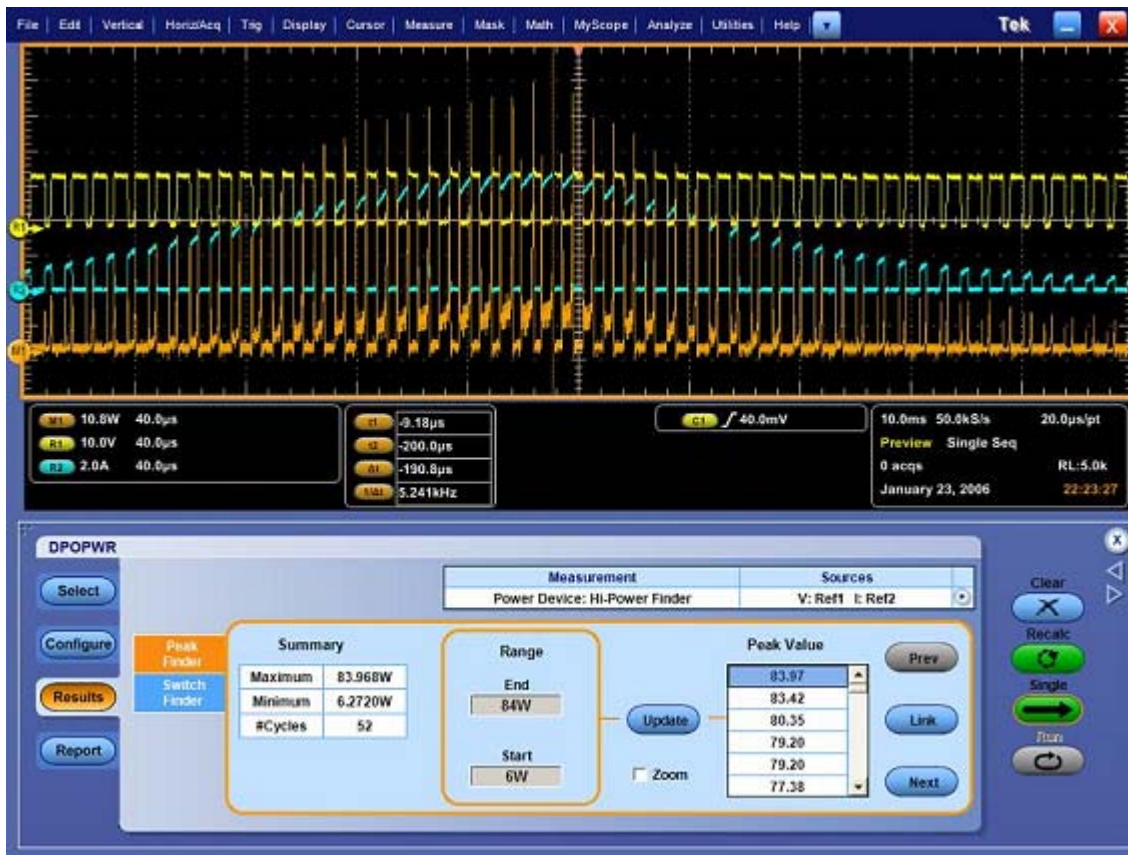 File | Edit | Vertical | Horiz/Acq | Trig | Display | Cursor | Measure | Mask | Math | MyScope | Analyze | Utilities | Help
Tek
R1
R2
M1
M1 10.8W 40.0µs
R1 10.0V 40.0µs
R2 2.0A 40.0µs
t1 -9.18µs
t2 -200.0µs
Δt -190.8µs
1/Δt 5.241kHz
C1 40.0mV
10.0ms 50.0kS/s 20.0µs/pt
Preview Single Seq
0 acqs RL:5.0k
January 23, 2006 22:23:27
DPOPWR
Select
Configure
Results
Report
Peak Finder
Switch Finder
Measurement Sources
Power Device: Hi-Power Finder V: Ref1 I: Ref2
Summary
Maximum 83.968W
Minimum 6.2720W
#Cycles 52
Range
End
84W
Start
6W
Update
Zoom
Peak Value
83.97
83.42
80.35
79.20
79.20
77.38
Prev
Link
Next
Clear
Recalc
Single
Run